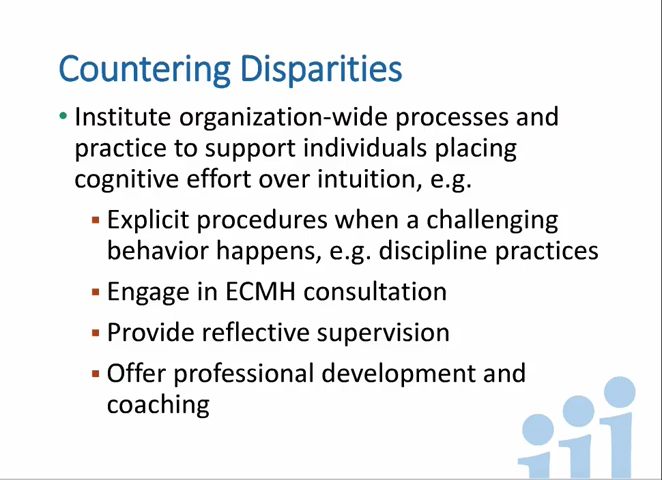 Countering Disparities
• Institute organization-wide processes and
practice to support individuals placing
cognitive effort over intuition, e.g.
▪ Explicit procedures when a challenging
behavior happens, e.g. discipline practices
▪ Engage in ECMH consultation
▪ Provide reflective supervision
▪ Offer professional development and
coaching